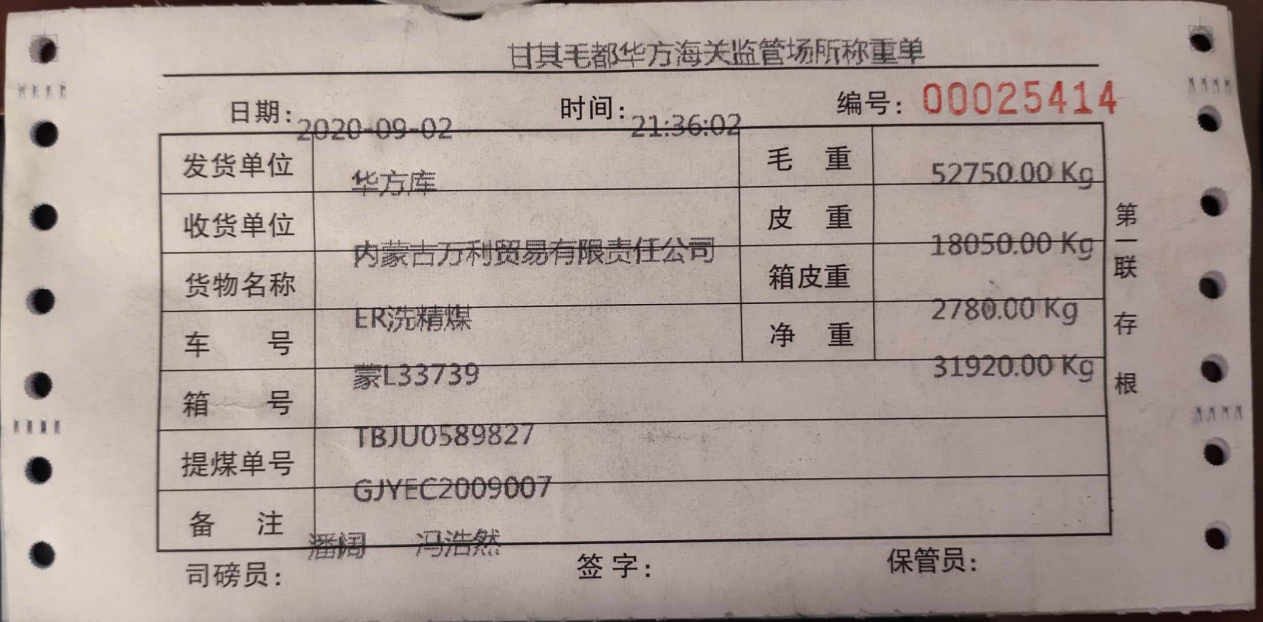 甘其毛都华方海关监管场所称重单
日期：2020-09-02 时间：21:36:02 编号：00025414
发货单位 华方库 毛重 52750.00 Kg
收货单位 内蒙古万利贸易有限责任公司 皮重 18050.00 Kg
货物名称 ER洗精煤 箱皮重 2780.00 Kg
车号 蒙L33739 净重 31920.00 Kg
箱号 TBJU0589827
提煤单号 GJYEC2009007
备注
司磅员：潘阔 冯浩然 签字： 保管员：
第一联存根